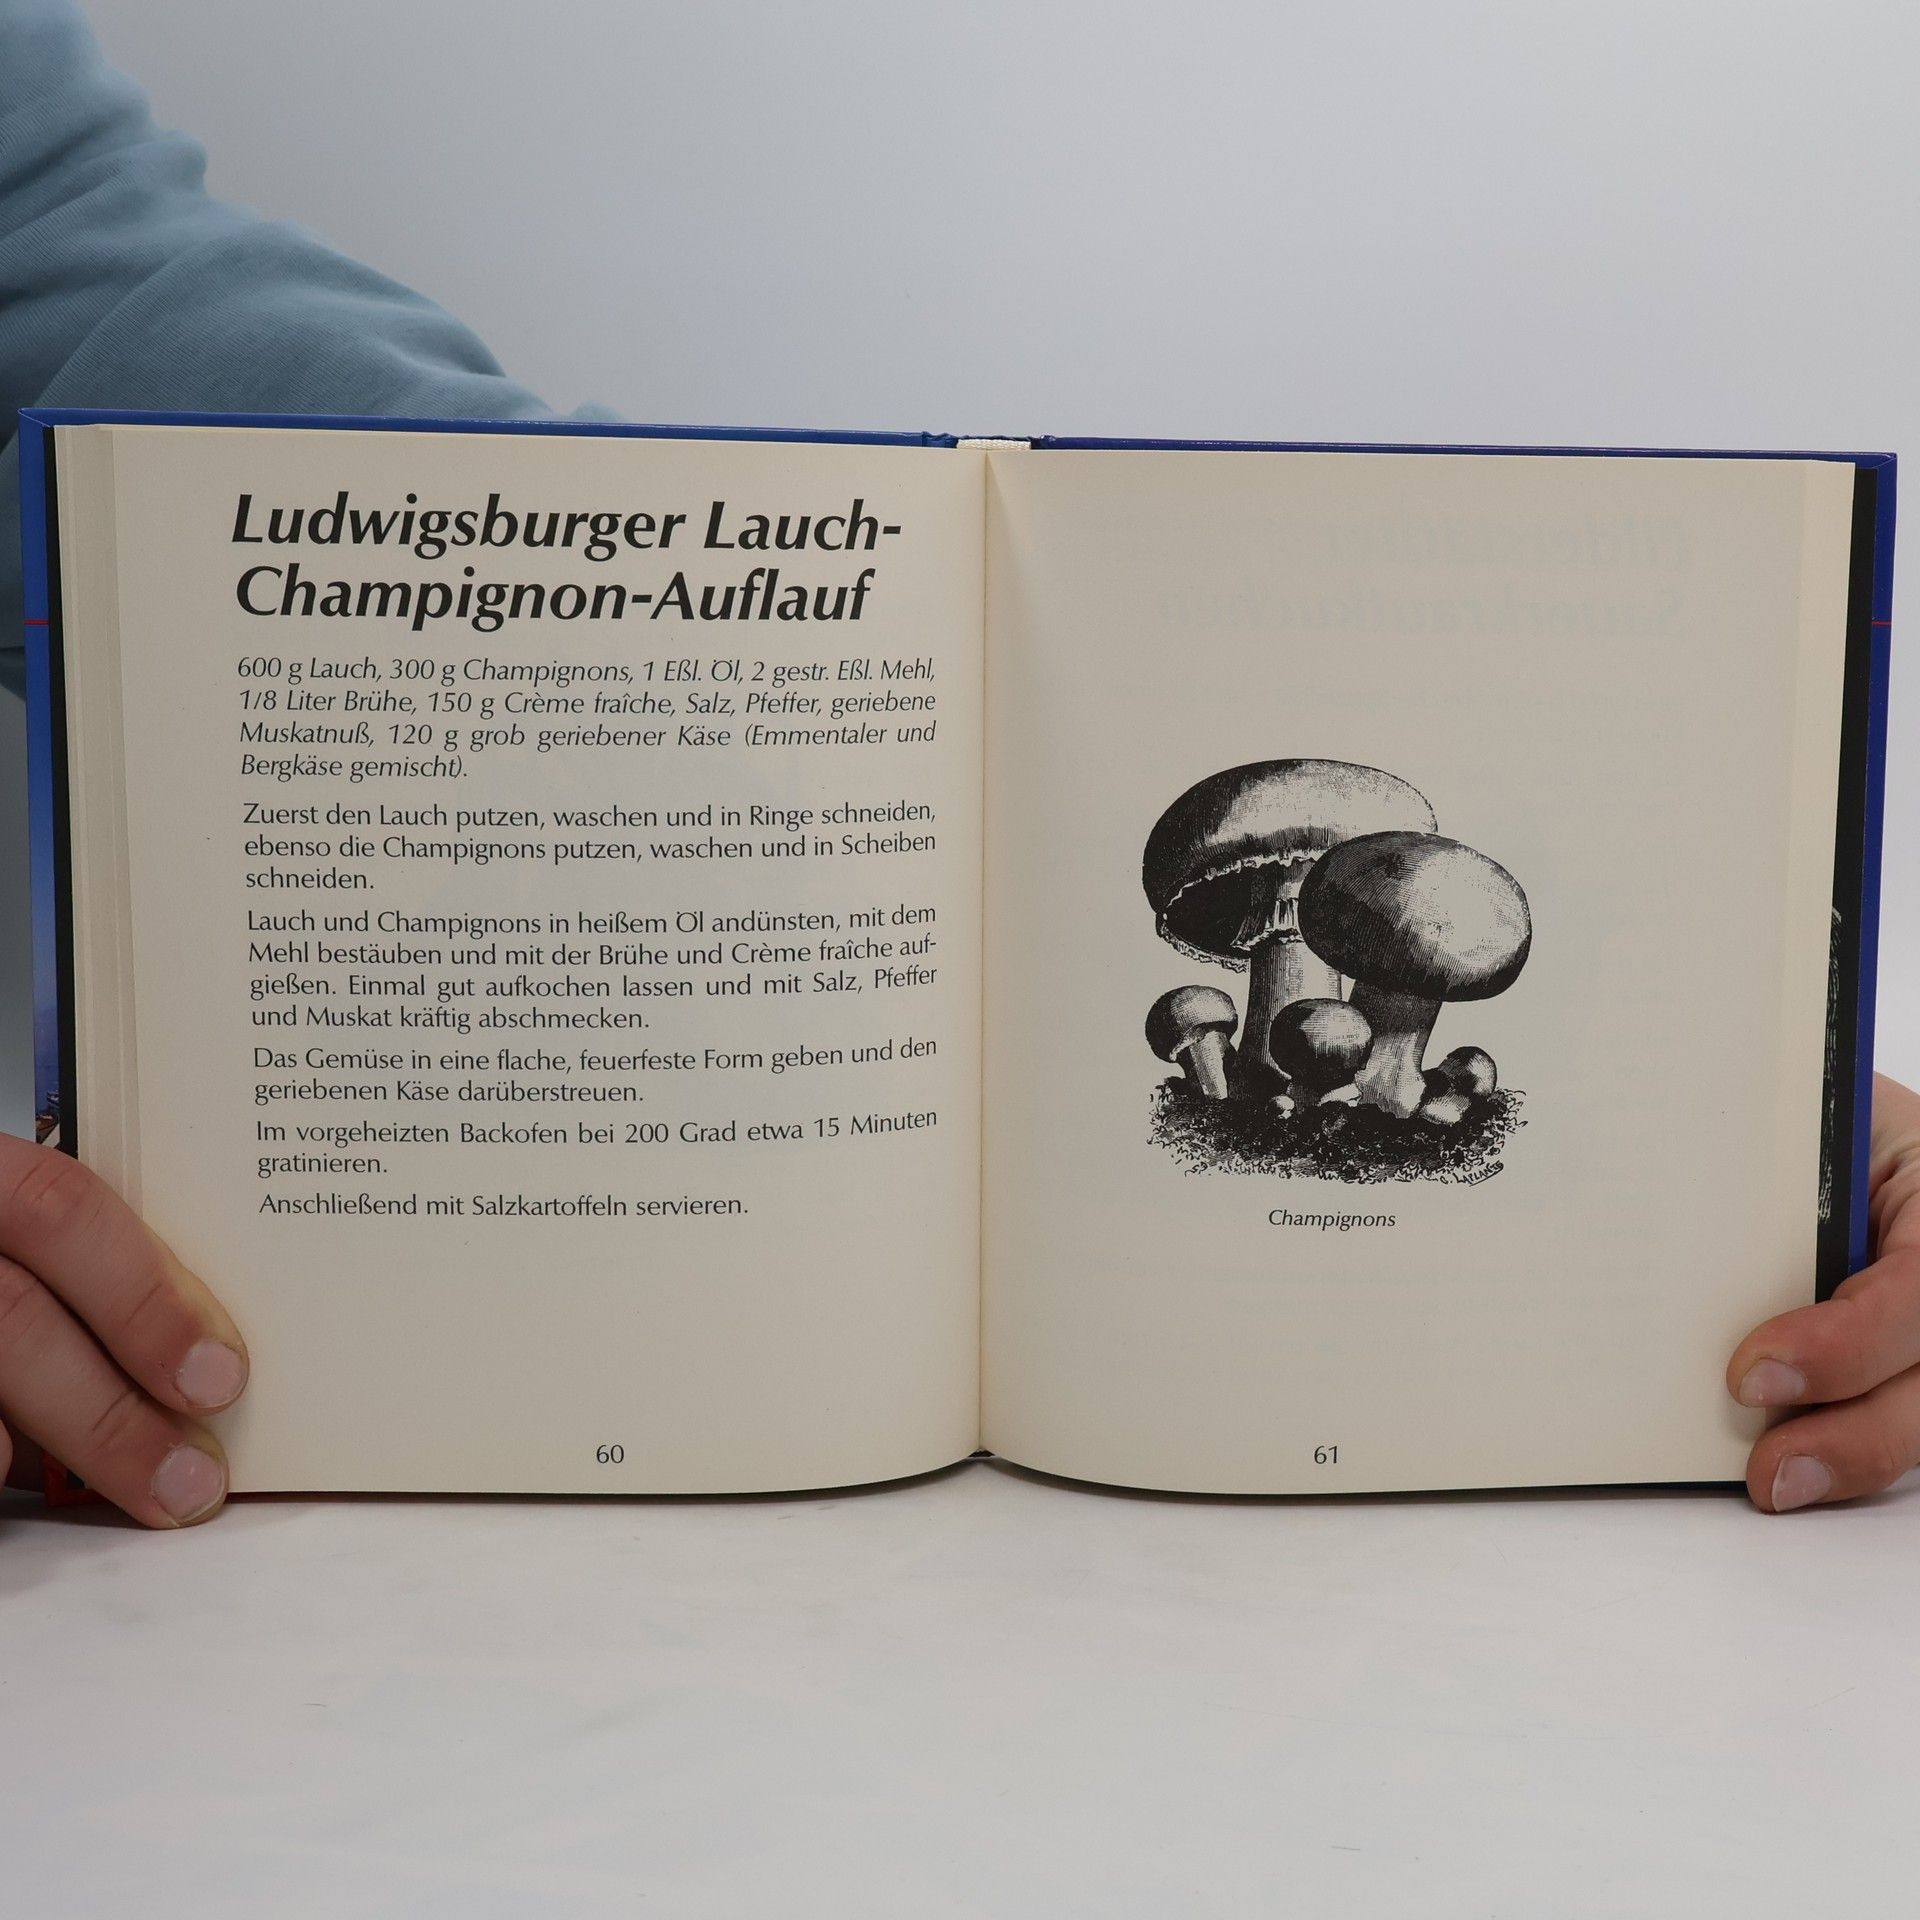 Ludwigsburger Lauch-
Champignon-Auflauf
600 g Lauch, 300 g Champignons, 1 Eßl. Öl, 2 gestr. Eßl. Mehl,
1/8 Liter Brühe, 150 g Crème fraîche, Salz, Pfeffer, geriebene
Muskatnuß, 120 g grob geriebener Käse (Emmentaler und
Bergkäse gemischt).
Zuerst den Lauch putzen, waschen und in Ringe schneiden,
ebenso die Champignons putzen, waschen und in Scheiben
schneiden.
Lauch und Champignons in heißem Öl andünsten, mit dem
Mehl bestäuben und mit der Brühe und Crème fraîche auf-
gießen. Einmal gut aufkochen lassen und mit Salz, Pfeffer
und Muskat kräftig abschmecken.
Das Gemüse in eine flache, feuerfeste Form geben und den
geriebenen Käse darüberstreuen.
Im vorgeheizten Backofen bei 200 Grad etwa 15 Minuten
gratinieren.
Anschließend mit Salzkartoffeln servieren.
60
C. LAPLANTE
Champignons
61